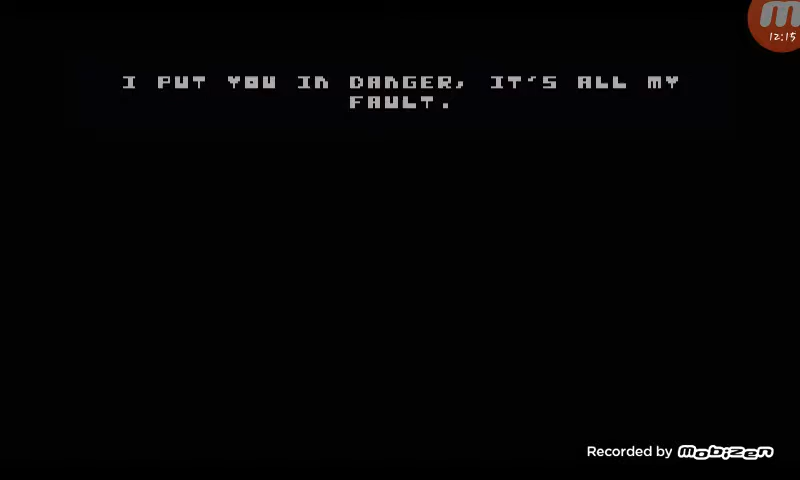 12:15
I PUT YOU IN DANGER, IT'S ALL MY
FAULT.
Recorded by mobizen